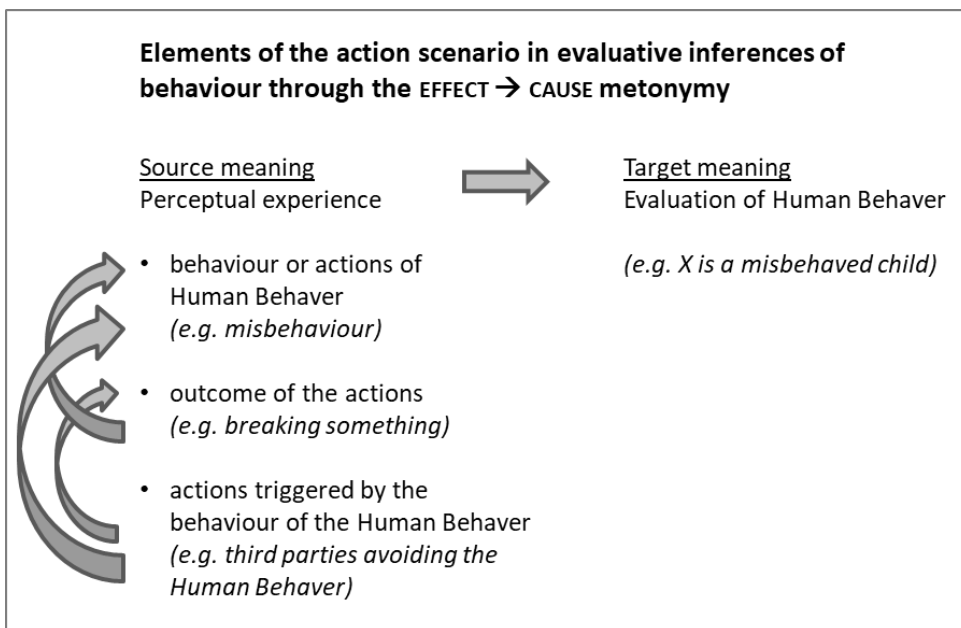 Elements of the action scenario in evaluative inferences of
behaviour through the EFFECT → CAUSE metonymy
Source meaning
Perceptual experience
Target meaning
Evaluation of Human Behaver
• behaviour or actions of
Human Behaver
(e.g. misbehaviour)
(e.g. X is a misbehaved child)
• outcome of the actions
(e.g. breaking something)
• actions triggered by the
behaviour of the Human Behaver
(e.g. third parties avoiding the
Human Behaver)